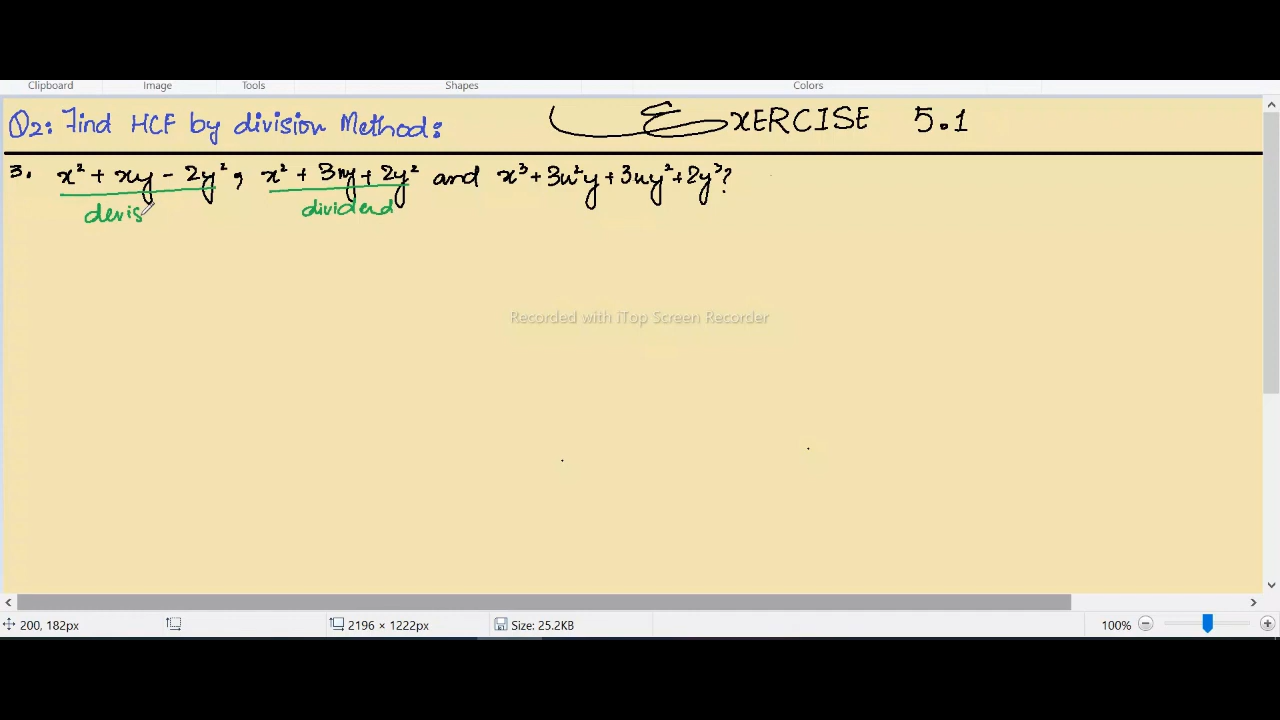 Clipboard Image Tools Shapes Colors
Q2: Find HCF by division Method: EXERCISE 5.1
3. x² + xy - 2y² , x² + 3xy + 2y² and x³ + 3x²y + 3xy² + 2y³?
devis dividend
Recorded with iTop Screen Recorder
200, 182px 2196 × 1222px Size: 25.2KB 100%